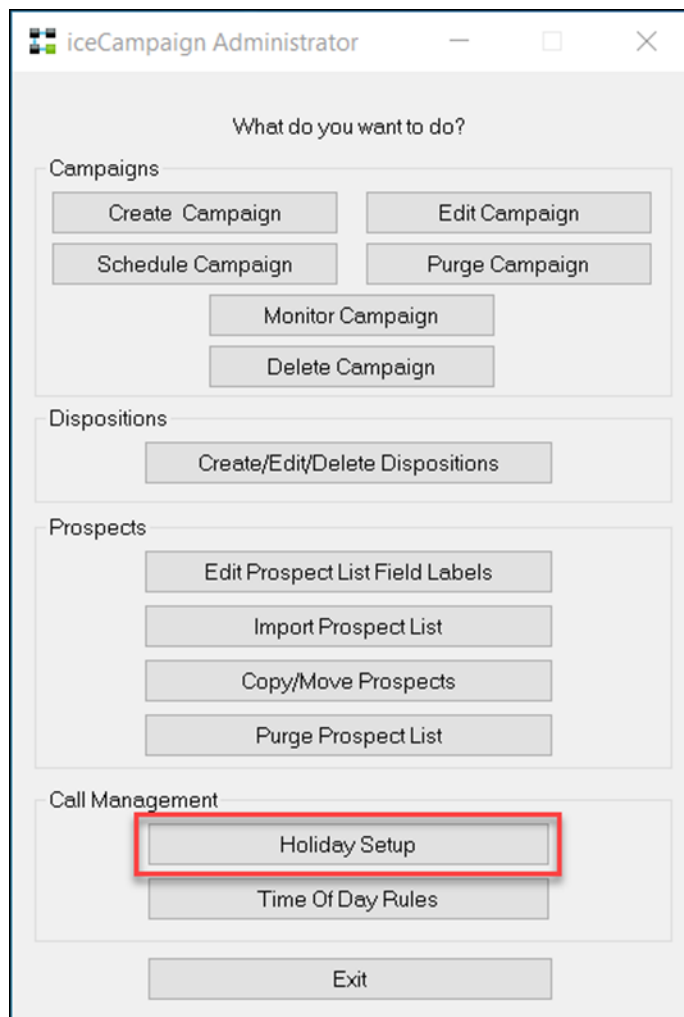 iceCampaign Administrator
What do you want to do?
Campaigns
Create Campaign
Edit Campaign
Schedule Campaign
Purge Campaign
Monitor Campaign
Delete Campaign
Dispositions
Create/Edit/Delete Dispositions
Prospects
Edit Prospect List Field Labels
Import Prospect List
Copy/Move Prospects
Purge Prospect List
Call Management
Holiday Setup
Time Of Day Rules
Exit